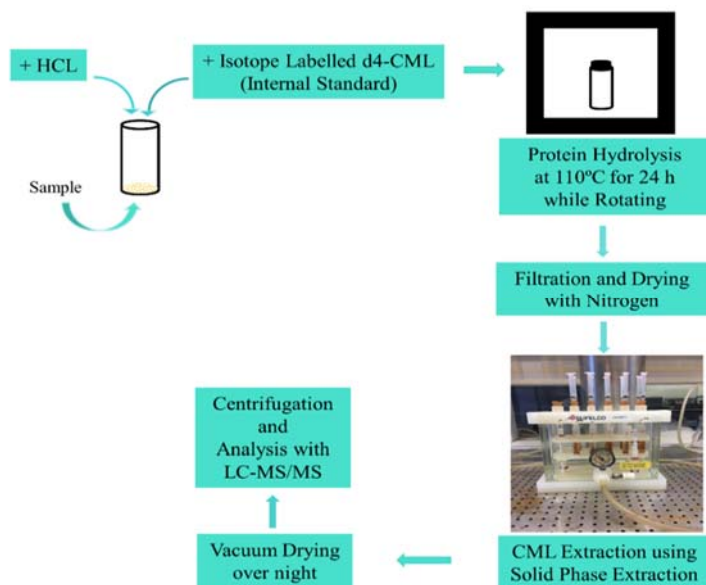 + HCL
+ Isotope Labelled d4-CML
(Internal Standard)
Sample
Protein Hydrolysis
at 110ºC for 24 h
while Rotating
Filtration and Drying
with Nitrogen
SUPELCO
CML Extraction using
Solid Phase Extraction
Vacuum Drying
over night
Centrifugation
and
Analysis with
LC-MS/MS